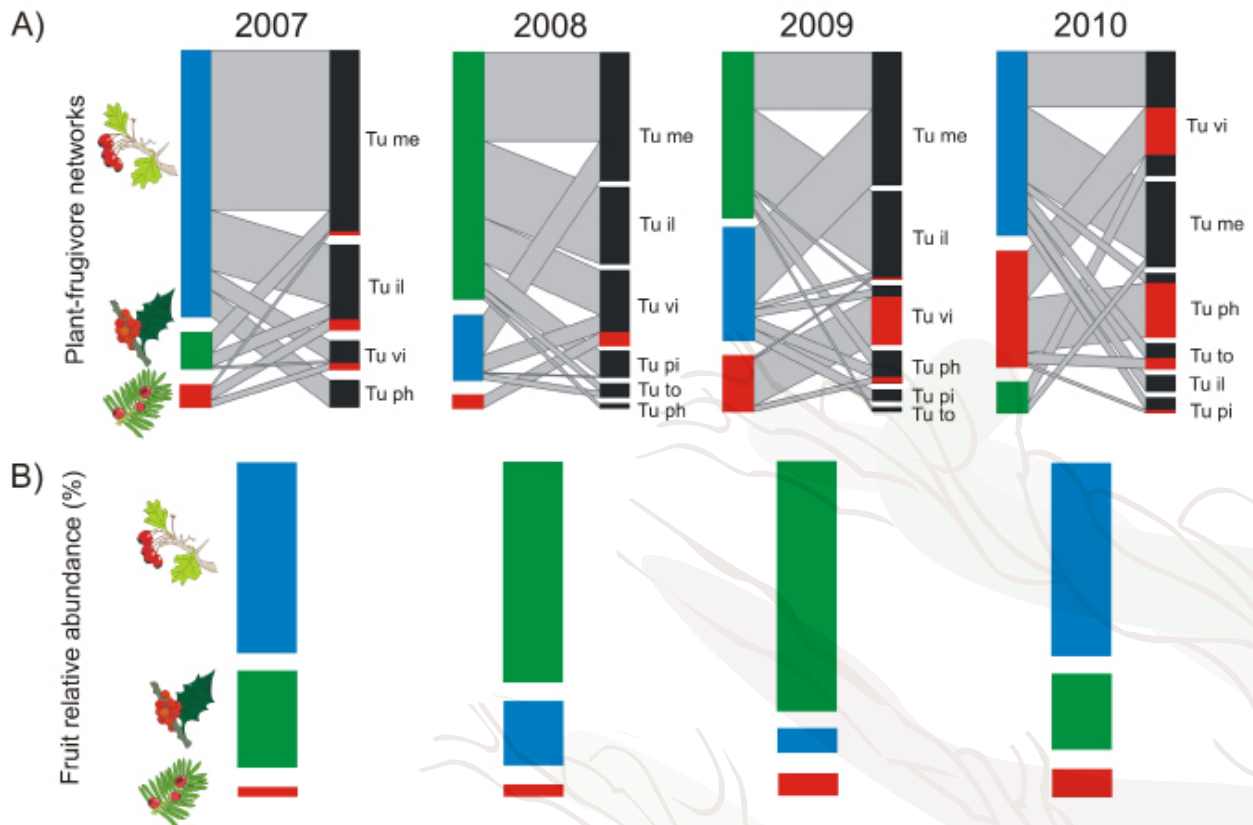 A)
2007
2008
2009
2010
Plant-frugivore networks
Tu me
Tu il
Tu vi
Tu ph
Tu me
Tu il
Tu vi
Tu pi
Tu to
Tu ph
Tu me
Tu il
Tu vi
Tu ph
Tu pi
Tu to
Tu vi
Tu me
Tu ph
Tu to
Tu il
Tu pi
B)
Fruit relative abundance (%)